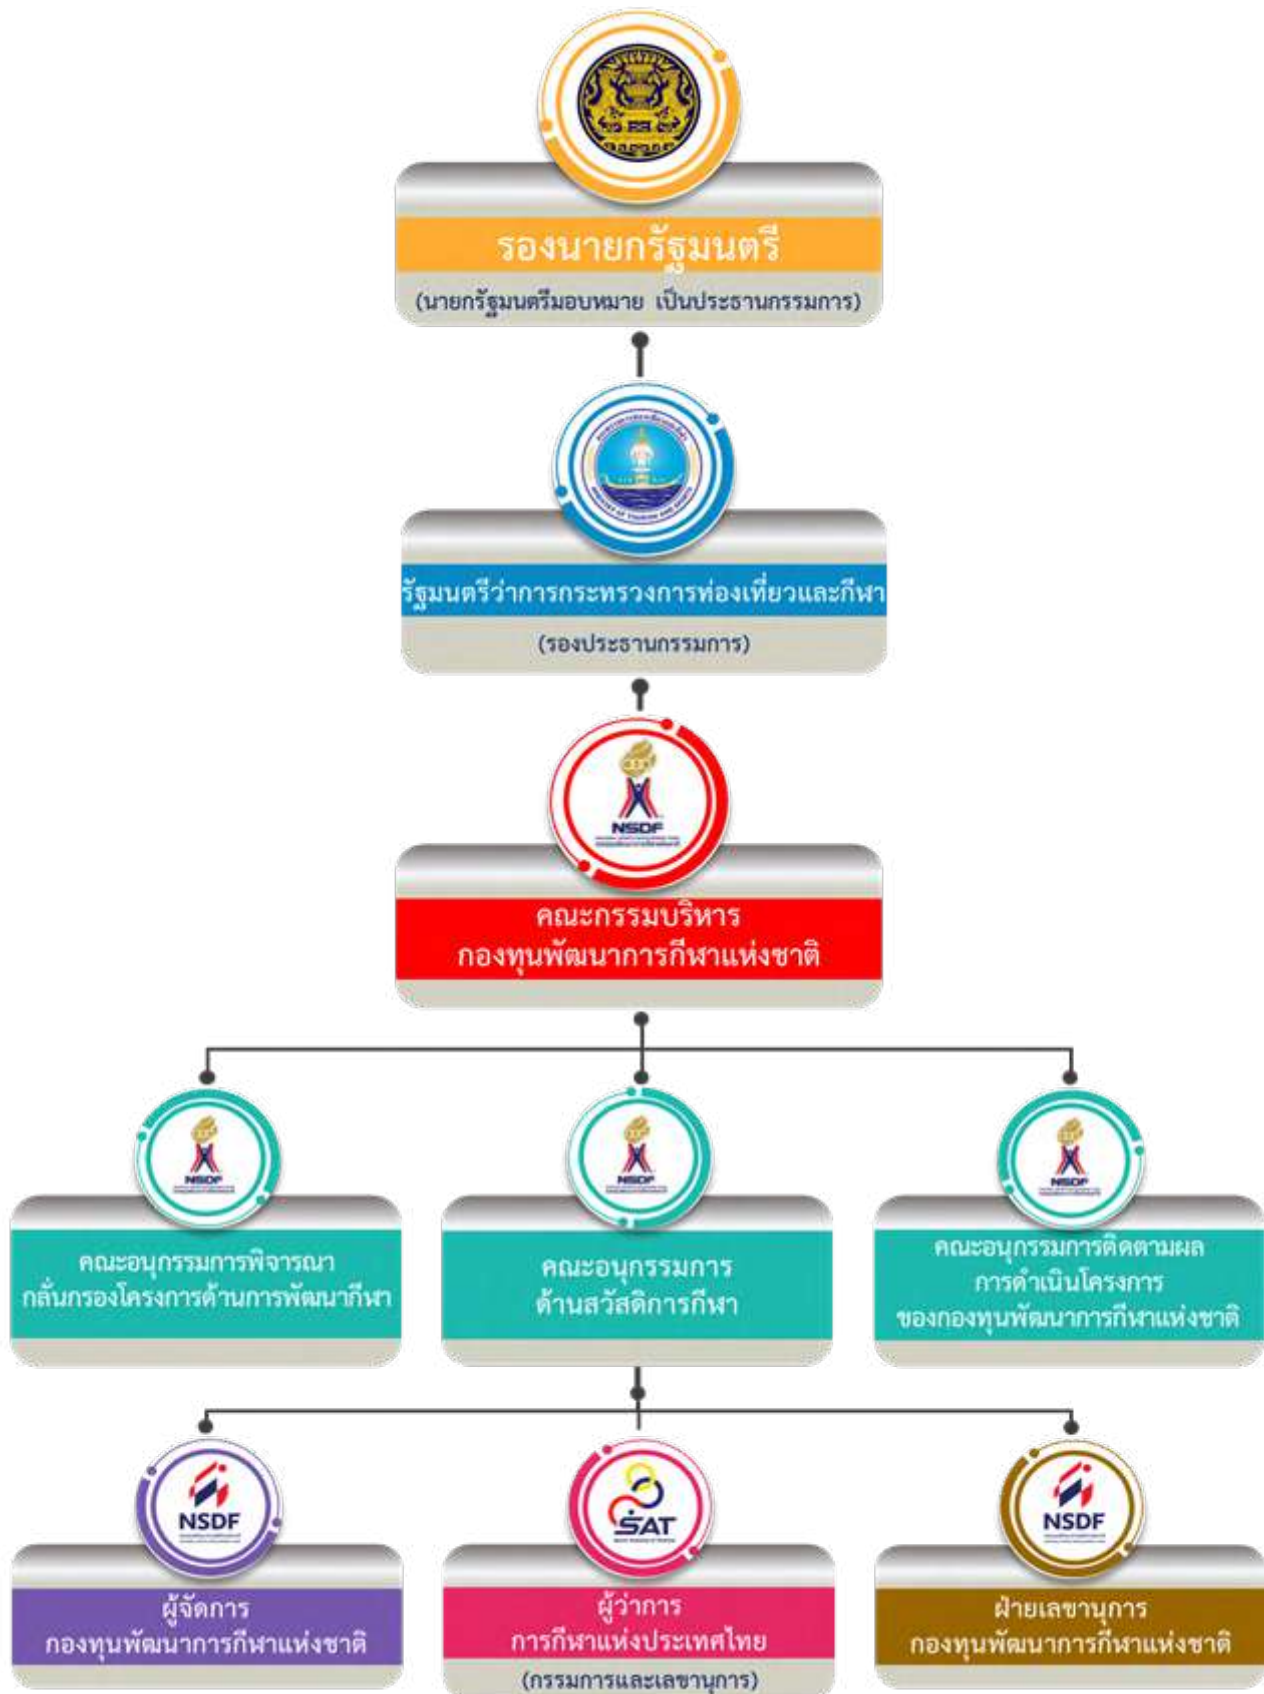 รองนายกรัฐมนตรี
(นายกรัฐมนตรีมอบหมาย เป็นประธานกรรมการ)
รัฐมนตรีว่าการกระทรวงการท่องเที่ยวและกีฬา
(รองประธานกรรมการ)
NSDF
คณะกรรมบริหาร
กองทุนพัฒนาการกีฬาแห่งชาติ
NSDF
NSDF
NSDF
คณะอนุกรรมการพิจารณา
กลั่นกรองโครงการด้านการพัฒนากีฬา
คณะอนุกรรมการ
ด้านสวัสดิการกีฬา
คณะอนุกรรมการติดตามผล
การดำเนินโครงการ
ของกองทุนพัฒนาการกีฬาแห่งชาติ
NSDF
SAT
NSDF
ผู้จัดการ
กองทุนพัฒนาการกีฬาแห่งชาติ
ผู้ว่าการ
การกีฬาแห่งประเทศไทย
(กรรมการและเลขานุการ)
ฝ่ายเลขานุการ
กองทุนพัฒนาการกีฬาแห่งชาติ